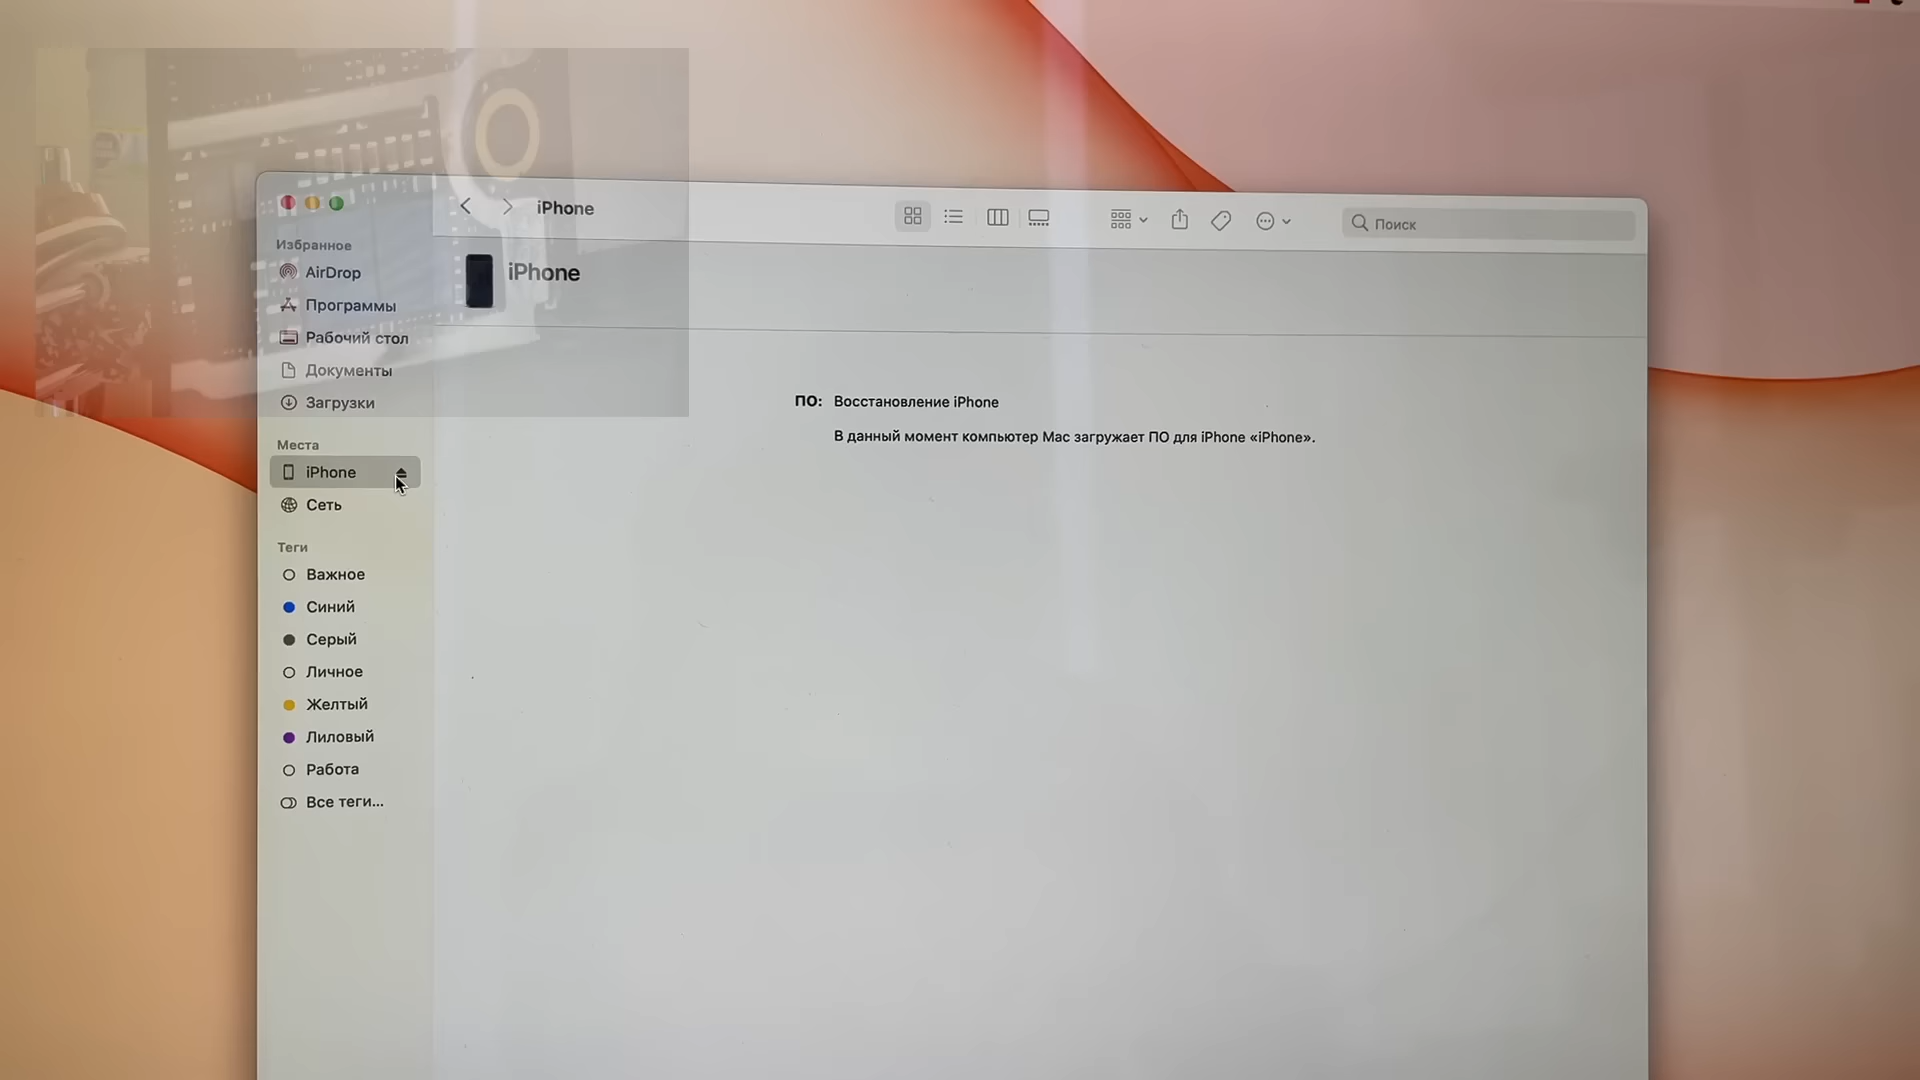 iPhone
Поиск
Избранное
AirDrop
Программы
Рабочий стол
Документы
Загрузки
Места
iPhone
Сеть
Теги
Важное
Синий
Серый
Личное
Желтый
Лиловый
Работа
Все теги...
iPhone
ПО: Восстановление iPhone
В данный момент компьютер Mac загружает ПО для iPhone «iPhone».